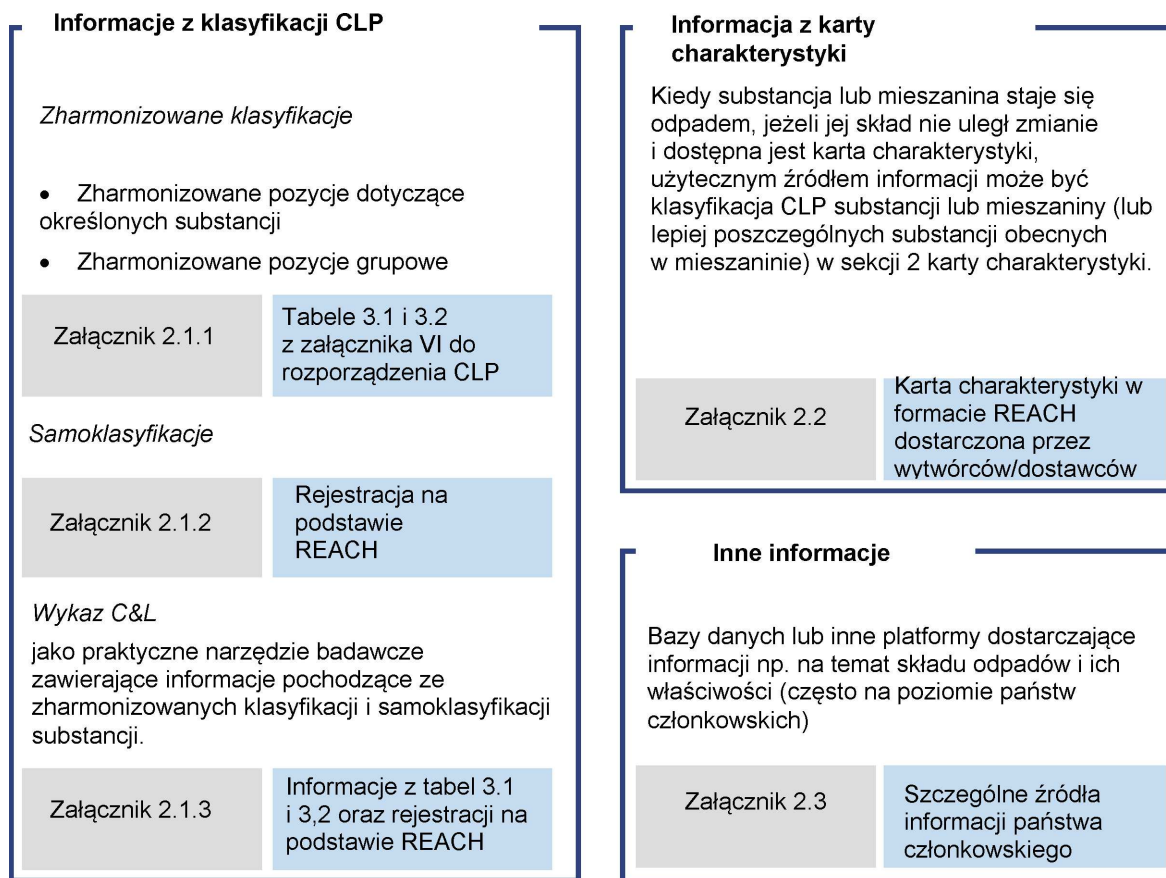 Informacje z klasyfikacji CLP
Zharmonizowane klasyfikacje
• Zharmonizowane pozycje dotyczące
określonych substancji
• Zharmonizowane pozycje grupowe
Załącznik 2.1.1
Tabele 3.1 i 3.2
z załącznika VI do
rozporządzenia CLP
Samoklasyfikacje
Załącznik 2.1.2
Rejestracja na
podstawie
REACH
Wykaz C&L
jako praktyczne narzędzie badawcze
zawierające informacje pochodzące ze
zharmonizowanych klasyfikacji i samoklasyfikacji
substancji.
Załącznik 2.1.3
Informacje z tabel 3.1
i 3,2 oraz rejestracji na
podstawie REACH
Informacja z karty
charakterystyki
Kiedy substancja lub mieszanina staje się
odpadem, jeżeli jej skład nie uległ zmianie
i dostępna jest karta charakterystyki,
użytecznym źródłem informacji może być
klasyfikacja CLP substancji lub mieszaniny (lub
lepiej poszczególnych substancji obecnych
w mieszaninie) w sekcji 2 karty charakterystyki.
Załącznik 2.2
Karta charakterystyki w
formacie REACH
dostarczona przez
wytwórców/dostawców
Inne informacje
Bazy danych lub inne platformy dostarczające
informacji np. na temat składu odpadów i ich
właściwości (często na poziomie państw
członkowskich)
Załącznik 2.3
Szczególne źródła
informacji państwa
członkowskiego